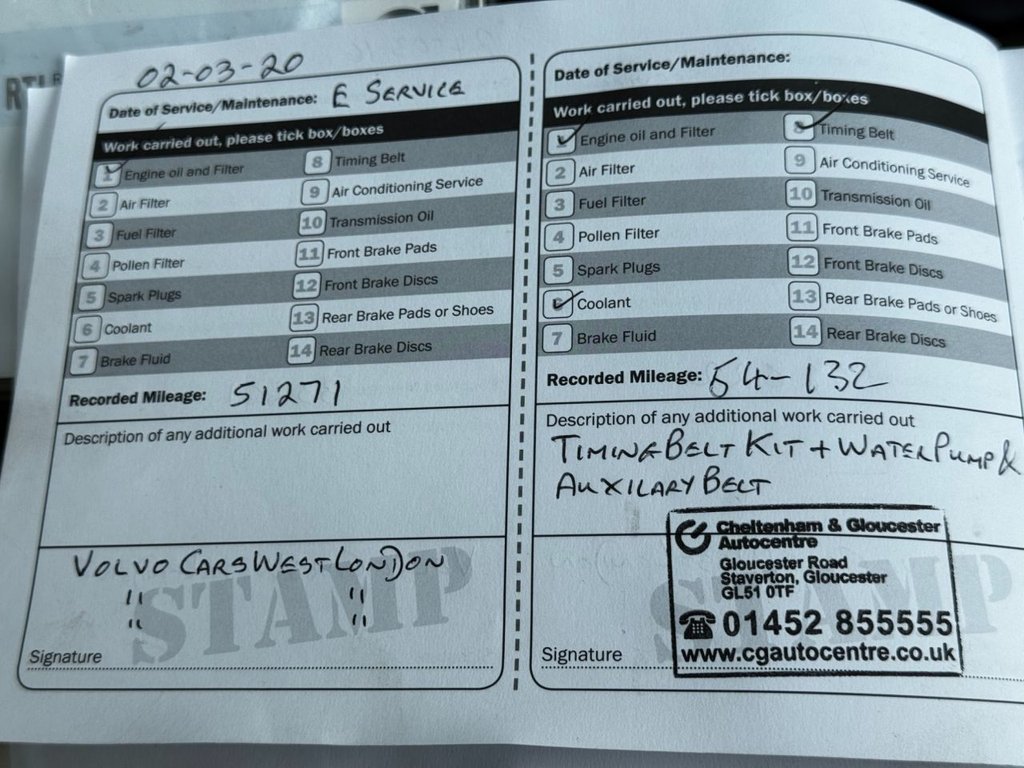 02-03-20
Date of Service/Maintenance: E SERVICE
Work carried out, please tick box/boxes
1 Engine oil and Filter
2 Air Filter
3 Fuel Filter
4 Pollen Filter
5 Spark Plugs
6 Coolant
7 Brake Fluid
8 Timing Belt
9 Air Conditioning Service
10 Transmission Oil
11 Front Brake Pads
12 Front Brake Discs
13 Rear Brake Pads or Shoes
14 Rear Brake Discs
Recorded Mileage: 51271
Description of any additional work carried out
VOLVO CARS WEST LONDON
" "
" "
STAMP
Signature
Date of Service/Maintenance:
Work carried out, please tick box/boxes
Engine oil and Filter
2 Air Filter
3 Fuel Filter
4 Pollen Filter
5 Spark Plugs
Coolant
7 Brake Fluid
8 Timing Belt
9 Air Conditioning Service
10 Transmission Oil
11 Front Brake Pads
12 Front Brake Discs
13 Rear Brake Pads or Shoes
14 Rear Brake Discs
Recorded Mileage: 54-132
Description of any additional work carried out
TIMING BELT KIT + WATER PUMP &
AUXILARY BELT
Cheltenham & Gloucester
Autocentre
Gloucester Road
Staverton, Gloucester
GL51 0TF
01452 855555
www.cgautocentre.co.uk
STAMP
Signature